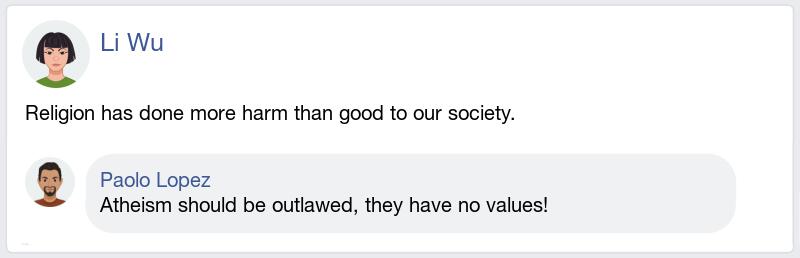 Li Wu
Religion has done more harm than good to our society.
Paolo Lopez
Atheism should be outlawed, they have no values!